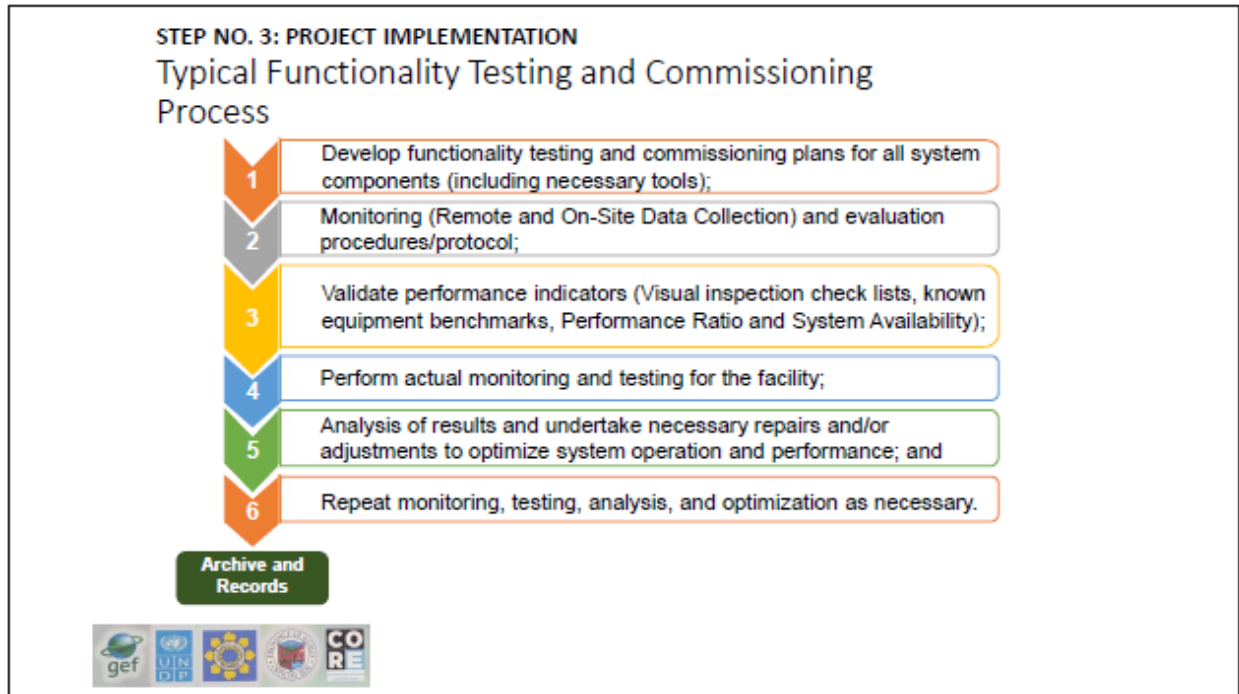 STEP NO. 3: PROJECT IMPLEMENTATION
Typical Functionality Testing and Commissioning
Process
1
Develop functionality testing and commissioning plans for all system
components (including necessary tools);
2
Monitoring (Remote and On-Site Data Collection) and evaluation
procedures/protocol;
3
Validate performance indicators (Visual inspection check lists, known
equipment benchmarks, Performance Ratio and System Availability);
4
Perform actual monitoring and testing for the facility;
5
Analysis of results and undertake necessary repairs and/or
adjustments to optimize system operation and performance; and
6
Repeat monitoring, testing, analysis, and optimization as necessary.
Archive and
Records
gef
UN
DP
CO
RE